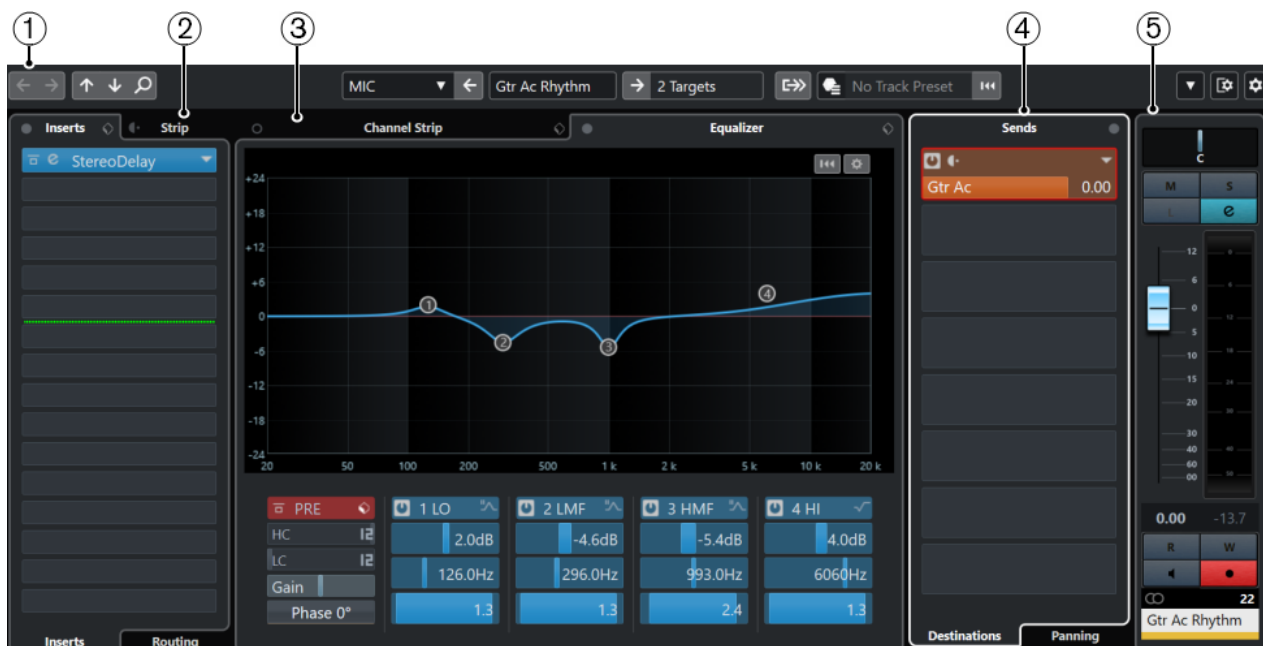 1 2 3 4 5
MIC Gtr Ac Rhythm 2 Targets No Track Preset
Inserts Strip Channel Strip Equalizer Sends
StereoDelay
Gtr Ac 0.00
C
M S
L e
+24
+18
+12
+6
0
-6
-12
-18
-24
20 50 100 200 500 1 k 2 k 5 k 10 k 20 k
1
2
3
4
PRE
HC 12
LC 12
Gain
Phase 0°
1 LO
2.0dB
126.0Hz
1.3
2 LMF
-4.6dB
296.0Hz
1.3
3 HMF
-5.4dB
993.0Hz
2.4
4 HI
4.0dB
6060Hz
1.3
12
6
0
5
10
15
20
30
40
60
00
0.00 -13.7
R W
22
Gtr Ac Rhythm
Inserts Routing
Destinations Panning